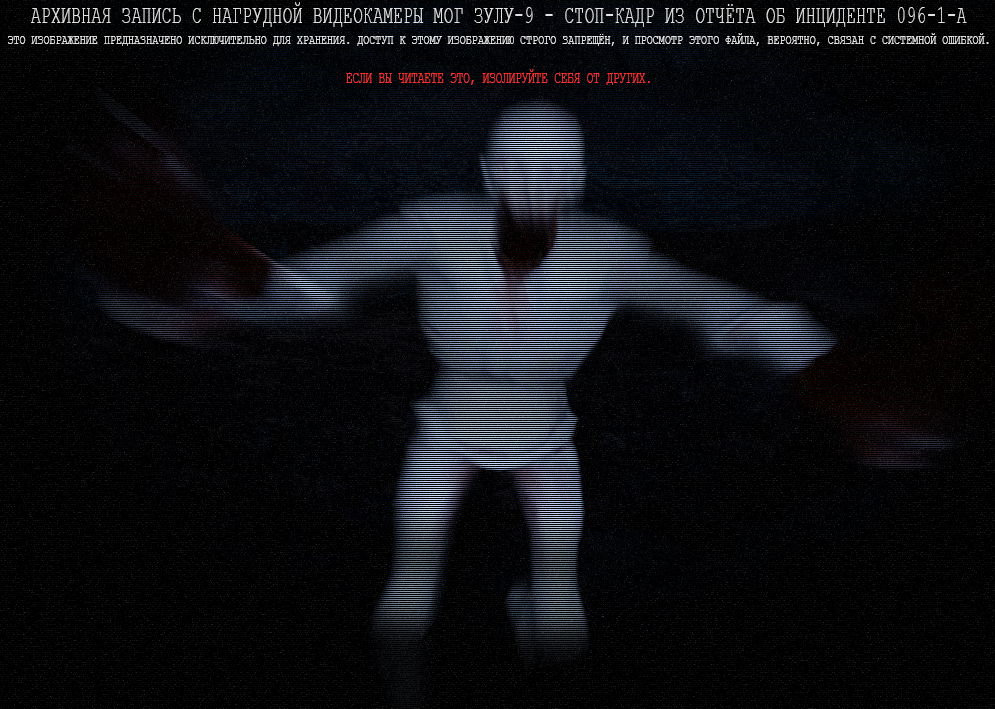 АРХИВНАЯ ЗАПИСЬ С НАГРУДНОЙ ВИДЕОКАМЕРЫ МОГ ЗУЛУ-9 - СТОП-КАДР ИЗ ОТЧЁТА ОБ ИНЦИДЕНТЕ 096-1-А
ЭТО ИЗОБРАЖЕНИЕ ПРЕДНАЗНАЧЕНО ИСКЛЮЧИТЕЛЬНО ДЛЯ ХРАНЕНИЯ. ДОСТУП К ЭТОМУ ИЗОБРАЖЕНИЮ СТРОГО ЗАПРЕЩЁН, И ПРОСМОТР ЭТОГО ФАЙЛА, ВЕРОЯТНО, СВЯЗАН С СИСТЕМНОЙ ОШИБКОЙ.
ЕСЛИ ВЫ ЧИТАЕТЕ ЭТО, ИЗОЛИРУЙТЕ СЕБЯ ОТ ДРУГИХ.